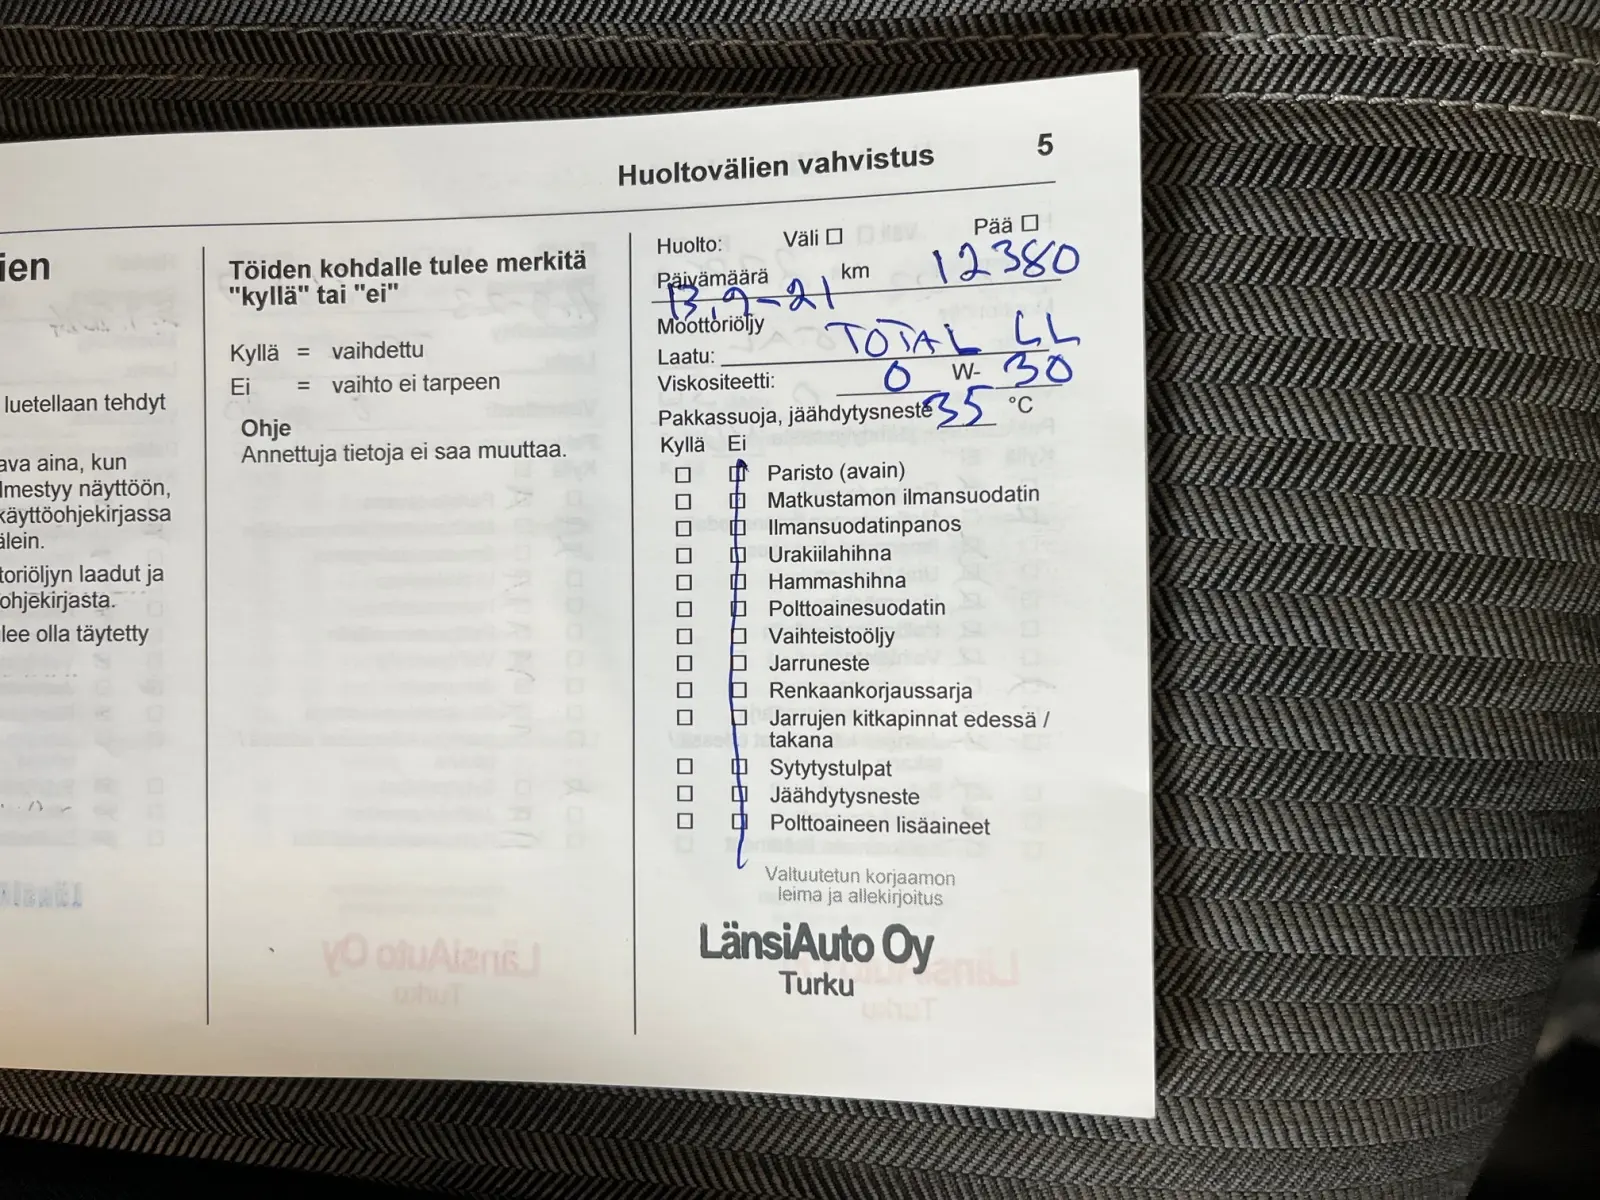 Huoltovälien vahvistus 5
ien
luetellaan tehdyt
ava aina, kun
lmestyy näyttöön,
käyttöohjekirjassa
älein.
toriöljyn laadut ja
ohjekirjasta.
lee olla täytetty
Töiden kohdalle tulee merkitä
"kyllä" tai "ei"
Kyllä = vaihdettu
Ei = vaihto ei tarpeen
Ohje
Annettuja tietoja ei saa muuttaa.
Huolto: Väli ☐ Pää ☐
Päivämäärä km 12380
13.9-21
Moottoriöljy
Laatu: TOTAL LL
Viskositeetti: 0 W- 30
Pakkassuoja, jäähdytysneste 35 °C
Kyllä Ei
Paristo (avain)
Matkustamon ilmansuodatin
Ilmansuodatinpanos
Urakiilahihna
Hammashihna
Polttoainesuodatin
Vaihteistoöljy
Jarruneste
Renkaankorjaussarja
Jarrujen kitkapinnat edessä /
takana
Sytytystulpat
Jäähdytysneste
Polttoaineen lisäaineet
Valtuutetun korjaamon
leima ja allekirjoitus
LänsiAuto Oy
Turku